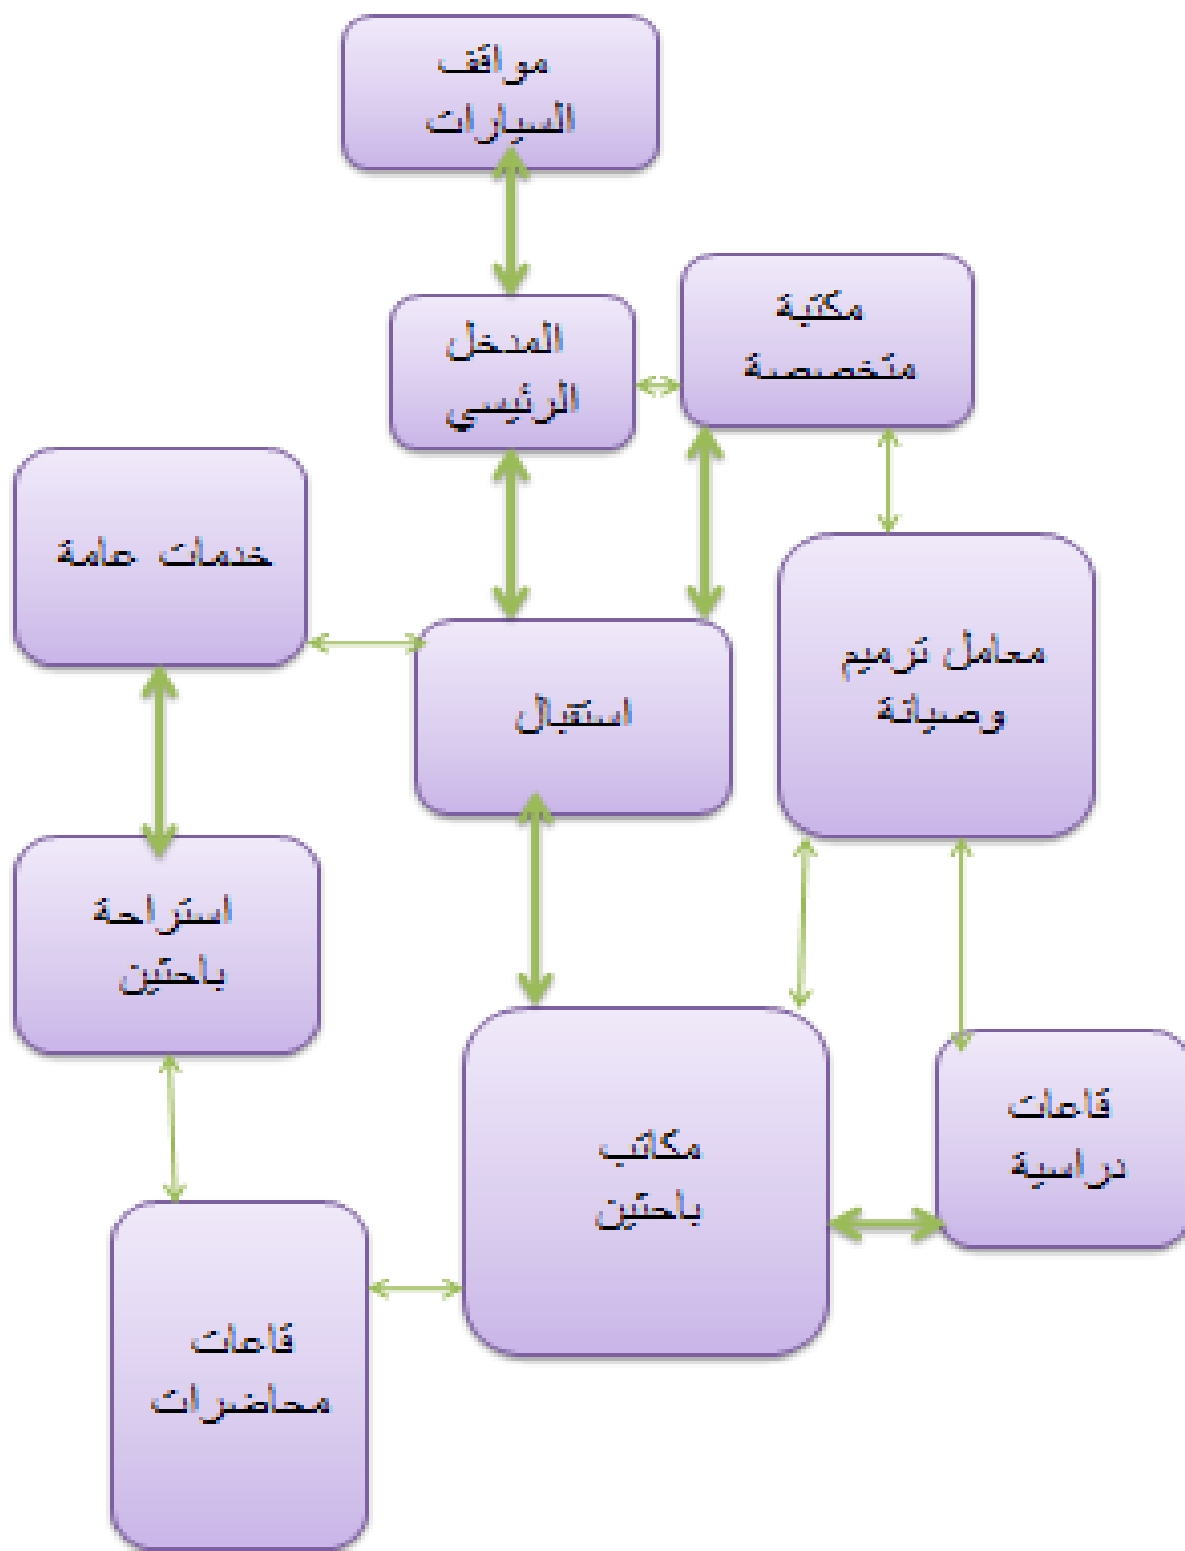 مواقف
السيارات
المدخل
الرئيسي
مكتبة
متخصصة
خدمات عامة
استقبال
معامل ترميم
وصيانة
استراحة
باحثين
مكاتب
باحثين
قاعات
دراسية
قاعات
محاضرات